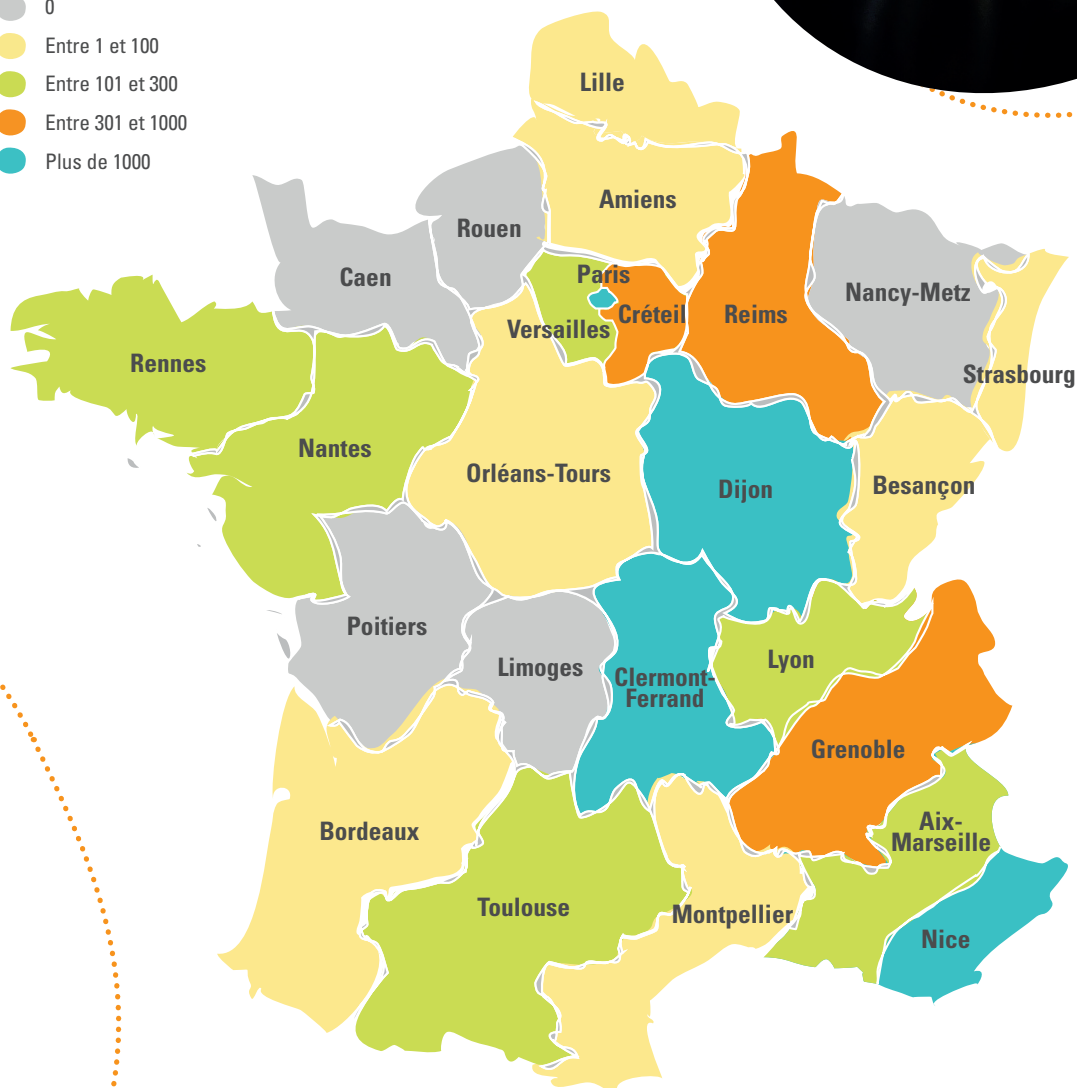 0
Entre 1 et 100
Entre 101 et 300
Entre 301 et 1000
Plus de 1000
Lille
Amiens
Rouen
Caen
Paris
Nancy-Metz
Créteil
Reims
Versailles
Rennes
Strasbourg
Nantes
Orléans-Tours
Dijon
Besançon
Poitiers
Limoges
Lyon
Clermont-
Ferrand
Grenoble
Bordeaux
Aix-
Marseille
Toulouse
Montpellier
Nice